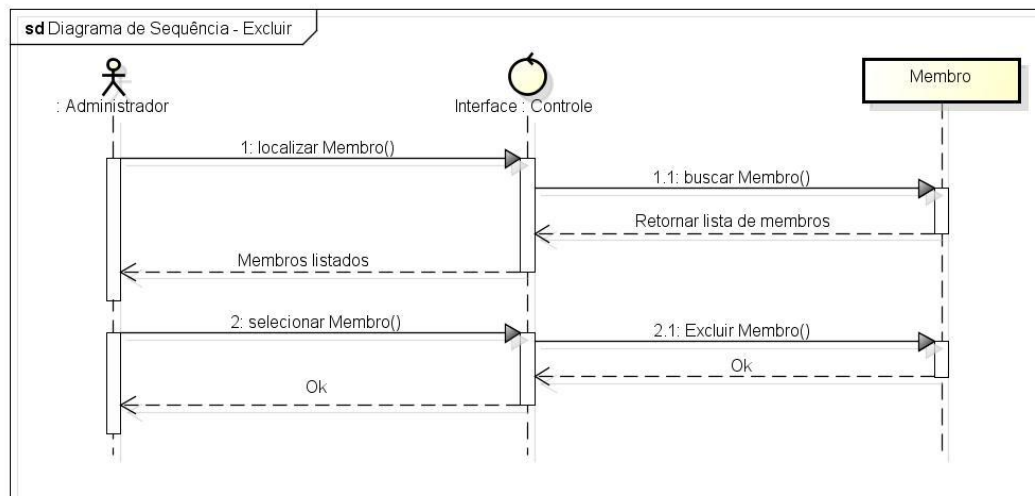 sd Diagrama de Sequência - Excluir
: Administrador
Interface : Controle
Membro
1: localizar Membro()
1.1: buscar Membro()
Retornar lista de membros
Membros listados
2: selecionar Membro()
2.1: Excluir Membro()
Ok
Ok